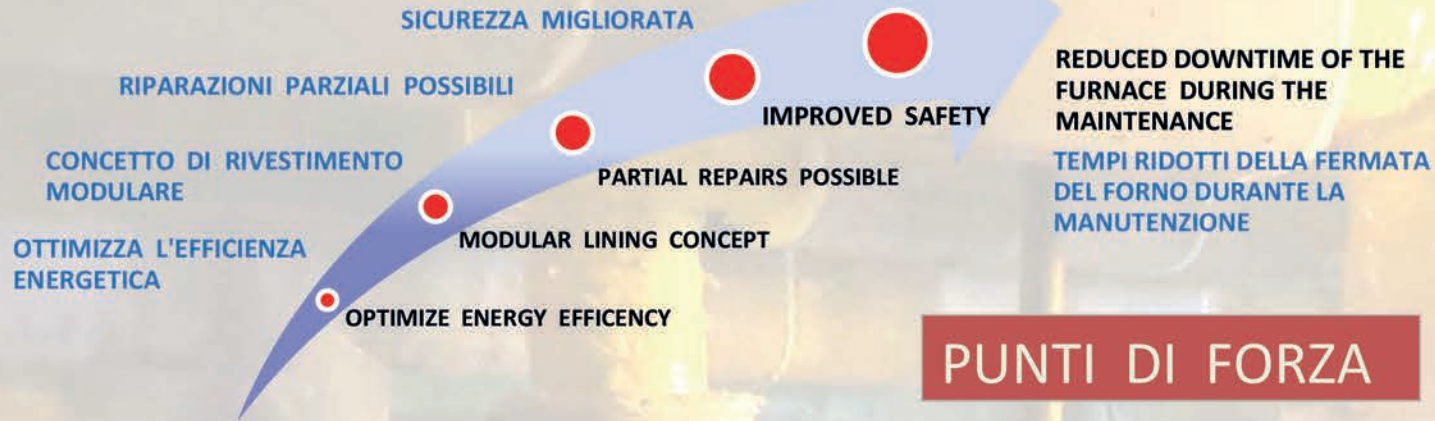 SICUREZZA MIGLIORATA
RIPARAZIONI PARZIALI POSSIBILI
CONCETTO DI RIVESTIMENTO
MODULARE
OTTIMIZZA L'EFFICIENZA
ENERGETICA
OPTIMIZE ENERGY EFFICENCY
MODULAR LINING CONCEPT
PARTIAL REPAIRS POSSIBLE
IMPROVED SAFETY
REDUCED DOWNTIME OF THE
FURNACE DURING THE
MAINTENANCE
TEMPI RIDOTTI DELLA FERMATA
DEL FORNO DURANTE LA
MANUTENZIONE
PUNTI DI FORZA